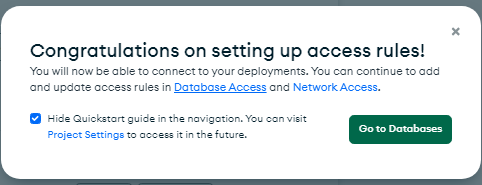 Congratulations on setting up access rules!
You will now be able to connect to your deployments. You can continue to add
and update access rules in Database Access and Network Access.
Hide Quickstart guide in the navigation. You can visit
Project Settings to access it in the future.
Go to Databases